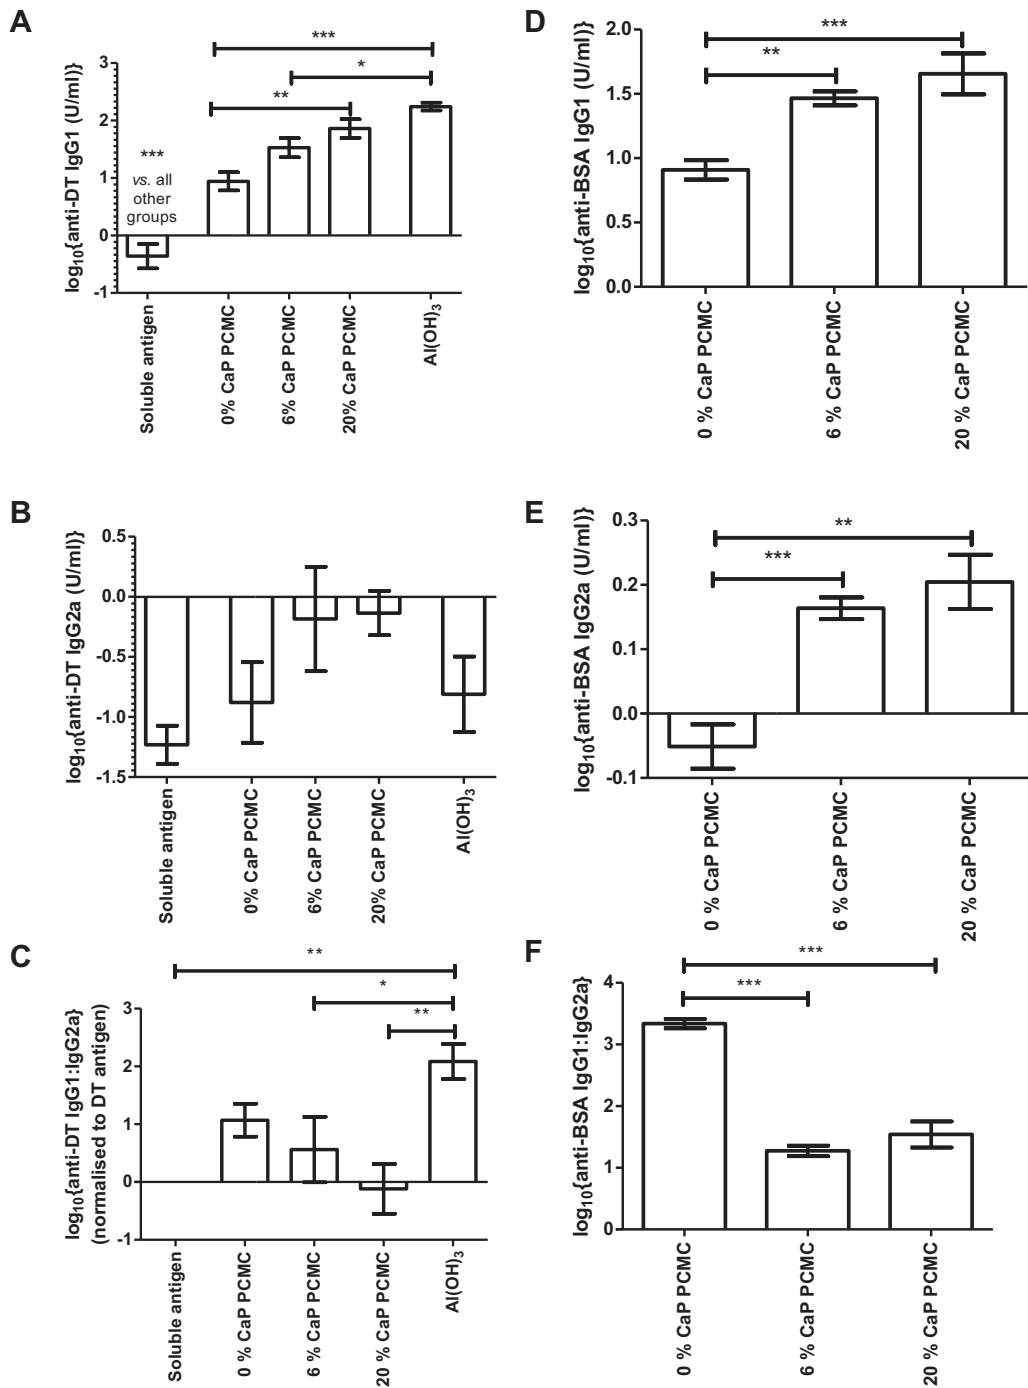 A
log10{anti-DT IgG1 (U/ml)}
3
2
1
0
-1
***
*
**
***
vs. all
other
groups
Soluble antigen
0% CaP PCMC
6% CaP PCMC
20% CaP PCMC
Al(OH)3
D
log10{anti-BSA IgG1 (U/ml)}
2.0
1.5
1.0
0.5
0.0
***
**
0 % CaP PCMC
6 % CaP PCMC
20 % CaP PCMC
B
log10{anti-DT IgG2a (U/ml)}
0.5
0.0
-0.5
-1.0
-1.5
Soluble antigen
0% CaP PCMC
6% CaP PCMC
20% CaP PCMC
Al(OH)3
E
log10{anti-BSA IgG2a (U/ml)}
0.3
0.2
0.1
0.0
-0.1
**
***
0 % CaP PCMC
6 % CaP PCMC
20 % CaP PCMC
C
log10{anti-DT IgG1:IgG2a}
(normalised to DT antigen)
3
2
1
0
-1
**
*
**
Soluble antigen
0 % CaP PCMC
6 % CaP PCMC
20 % CaP PCMC
Al(OH)3
F
log10{anti-BSA IgG1:IgG2a}
4
3
2
1
0
***
***
0 % CaP PCMC
6 % CaP PCMC
20 % CaP PCMC